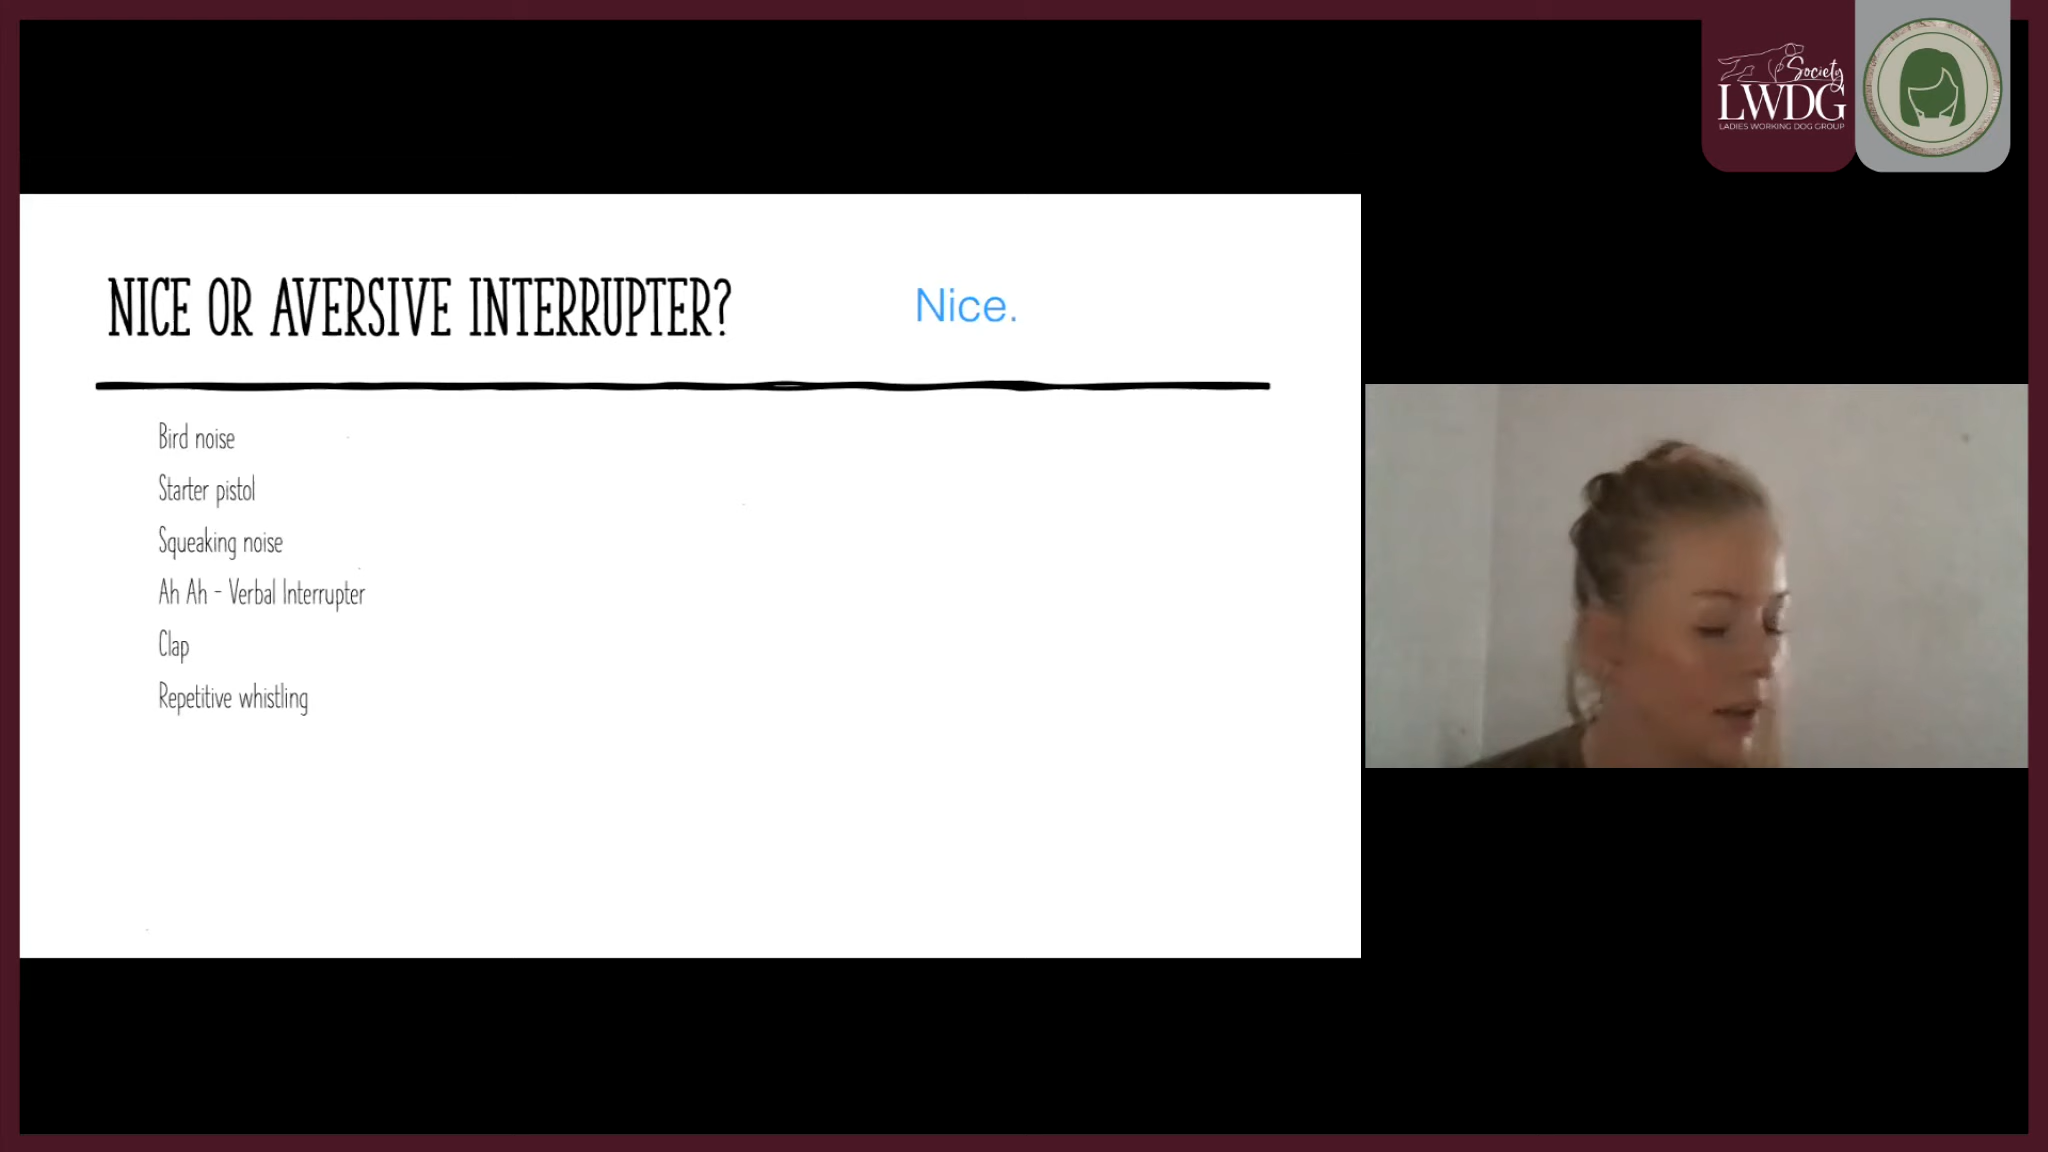 Society
LWDG
LADIES WORKING DOG GROUP
NICE OR AVERSIVE INTERRUPTER?
Nice.
Bird noise
Starter pistol
Squeaking noise
Ah Ah - Verbal Interrupter
Clap
Repetitive whistling